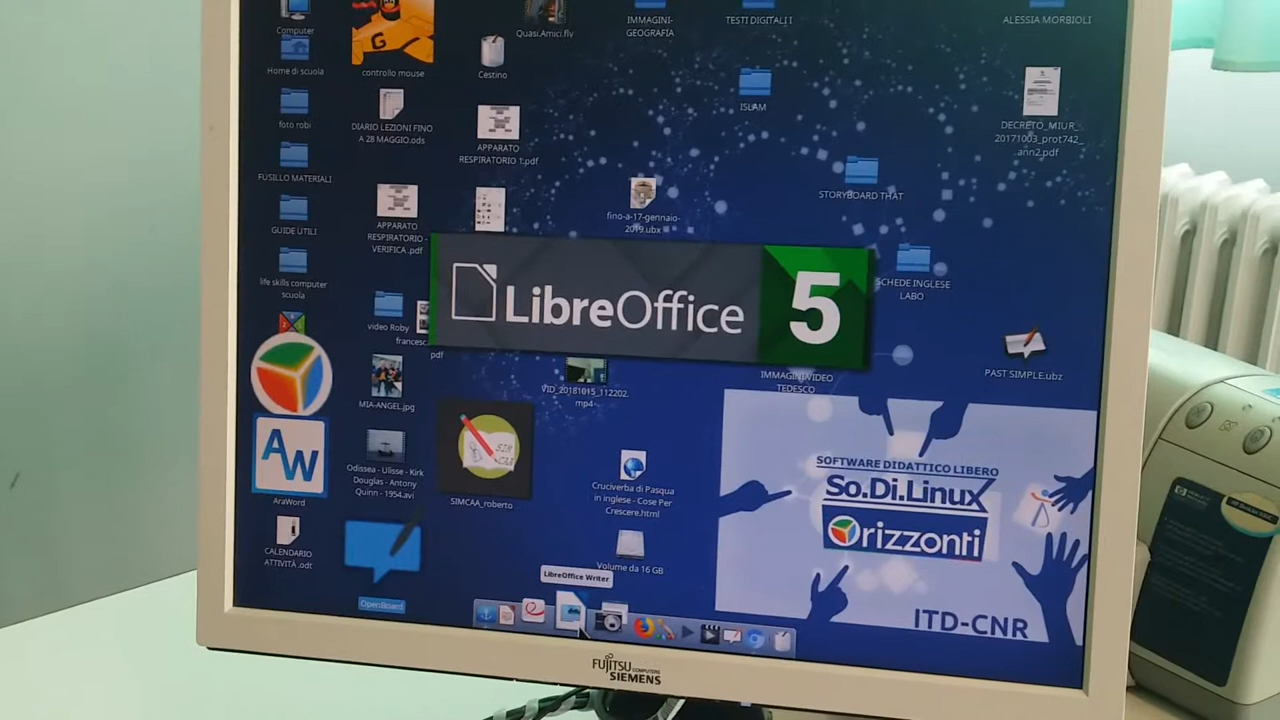 Computer
Home di scuola
foto robi
FUSILLO MATERIALI
GUIDE UTILI
life skills computer
scuola
AW
AraWord
CALENDARIO
ATTIVITÀ .odt
G
controllo mouse
DIARIO LEZIONI FINO
A 28 MAGGIO.ods
APPARATO
RESPIRATORIO -
VERIFICA .pdf
video Roby
francesc
pdf
MIA-ANGEL.jpg
Odissea - Ulisse - Kirk
Douglas - Antony
Quinn - 1954.avi
OpenBoard
Quasi.Amici.flv
Cestino
APPARATO
RESPIRATORIO 1.pdf
SIMCAA_roberto
IMMAGINI-
GEOGRAFIA
fino-a-17-gennaio-
2019.ubx
LibreOffice 5
VID_20181015_112202.
mp4
Cruciverba di Pasqua
in inglese - Cose Per
Crescere.html
Volume da 16 GB
LibreOffice Writer
TESTI DIGITALI I
ISLAM
STORYBOARD THAT
SCHEDE INGLESE
LABO
IMMAGINI/VIDEO
TEDESCO
ALESSIA MORBIOLI
DECRETO_MIUR_
20171003_prot742_
ann2.pdf
PAST SIMPLE.ubz
SOFTWARE DIDATTICO LIBERO
So.Di.Linux
Orizzonti
ITD-CNR
FUJITSU COMPUTERS
SIEMENS